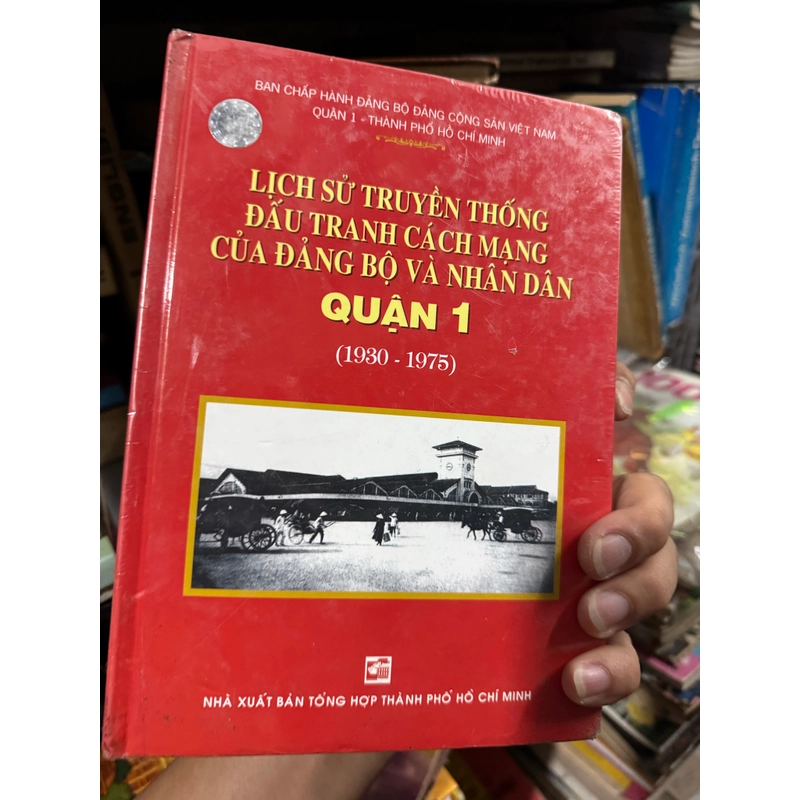 BAN CHẤP HÀNH ĐẢNG BỘ ĐẢNG CỘNG SẢN VIỆT NAM
QUẬN 1 - THÀNH PHỐ HỒ CHÍ MINH
LỊCH SỬ TRUYỀN THỐNG
ĐẤU TRANH CÁCH MẠNG
CỦA ĐẢNG BỘ VÀ NHÂN DÂN
QUẬN 1
(1930 - 1975)
NHÀ XUẤT BẢN TỔNG HỢP THÀNH PHỐ HỒ CHÍ MINH